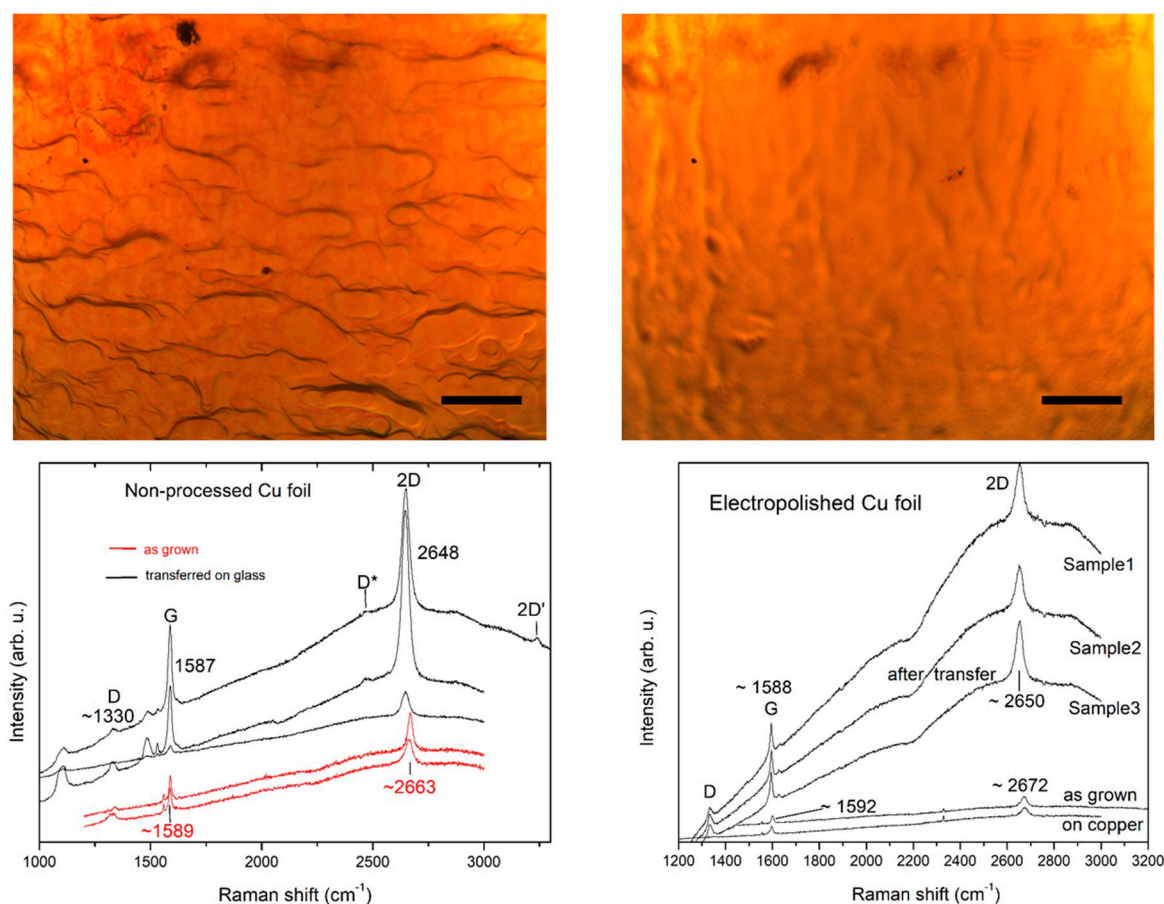 Non-processed Cu foil
as grown
transferred on glass
2D
2648
D*
2D'
G
1587
D
~1330
~2663
~1589
Intensity (arb. u.)
1000 1500 2000 2500 3000
Raman shift (cm⁻¹)
Electropolished Cu foil
2D
Sample1
Sample2
after transfer
~ 1588
G
~ 2650
Sample3
D
~ 1592
~ 2672
as grown
on copper
Intensity (arb. u.)
1200 1400 1600 1800 2000 2200 2400 2600 2800 3000 3200
Raman shift (cm⁻¹)